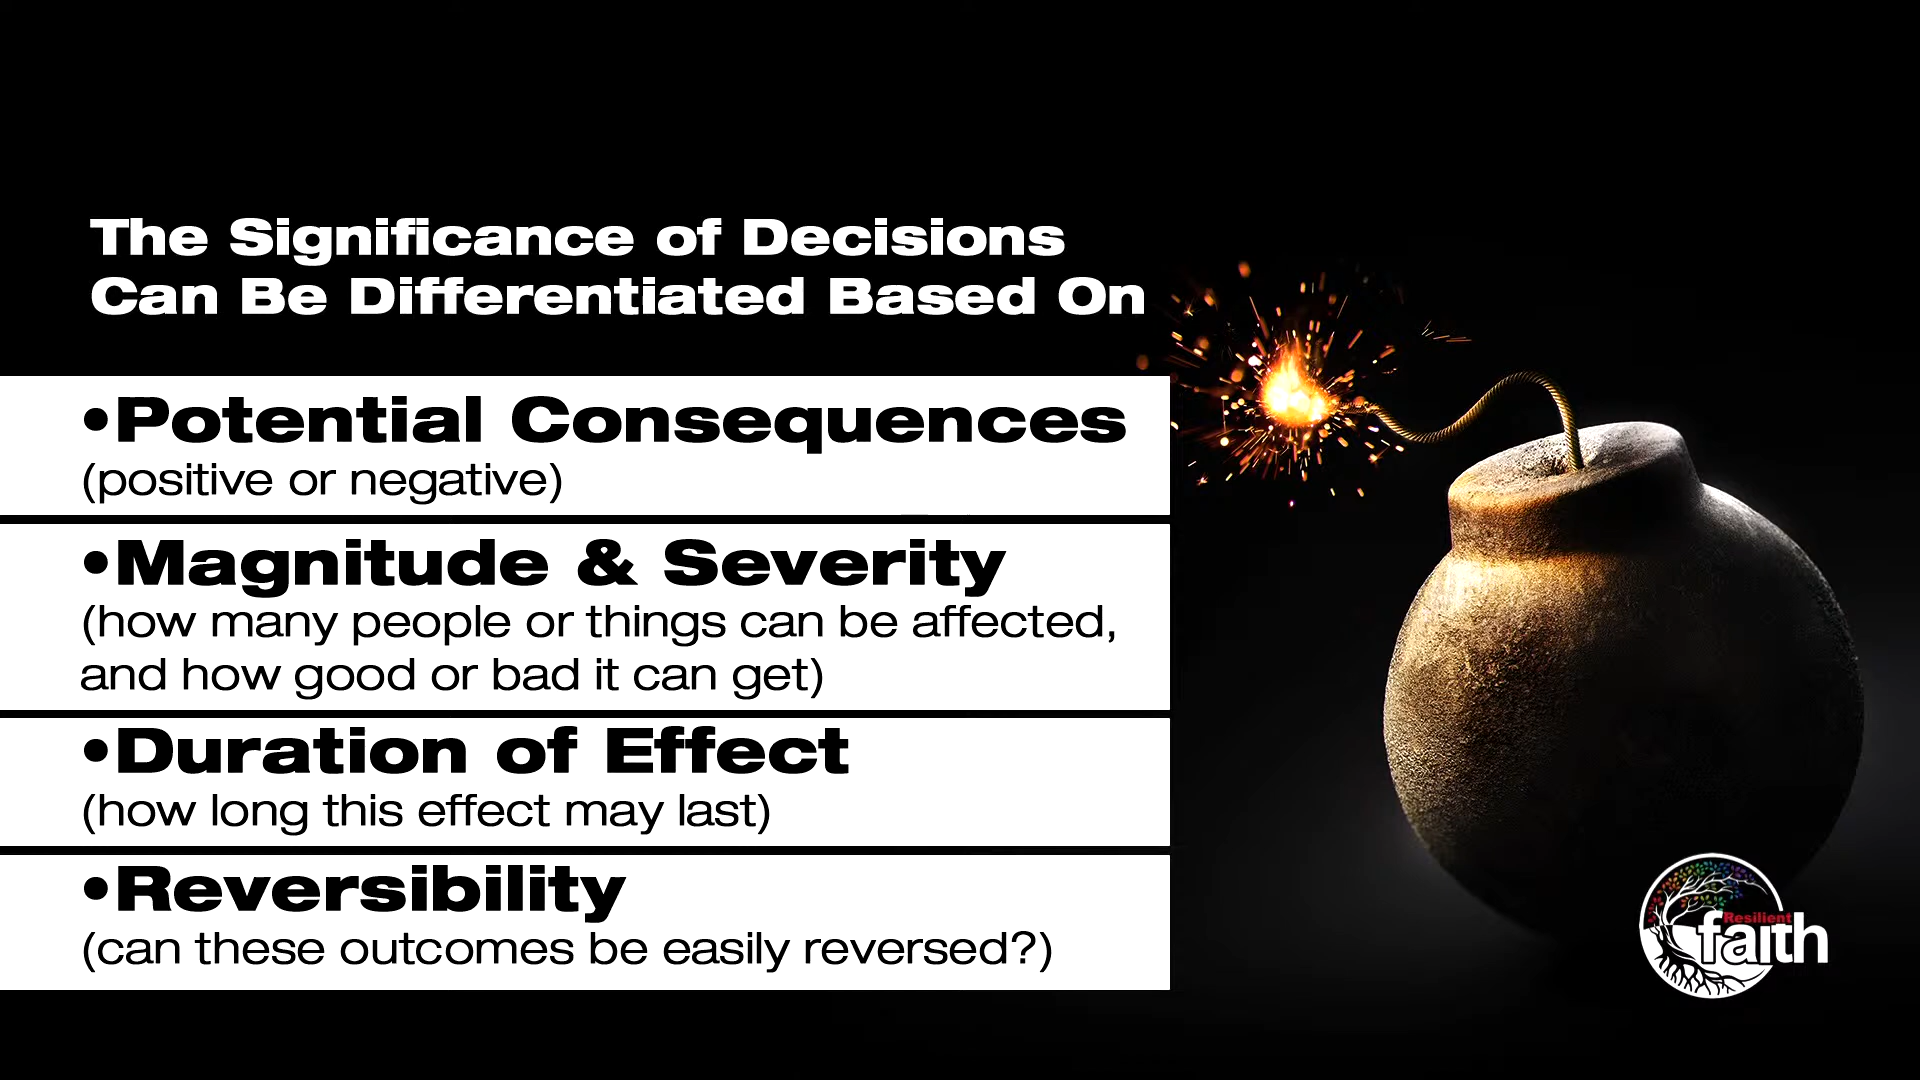 The Significance of Decisions
Can Be Differentiated Based On
•Potential Consequences
(positive or negative)
•Magnitude & Severity
(how many people or things can be affected,
and how good or bad it can get)
•Duration of Effect
(how long this effect may last)
•Reversibility
(can these outcomes be easily reversed?)
Resilient
faith